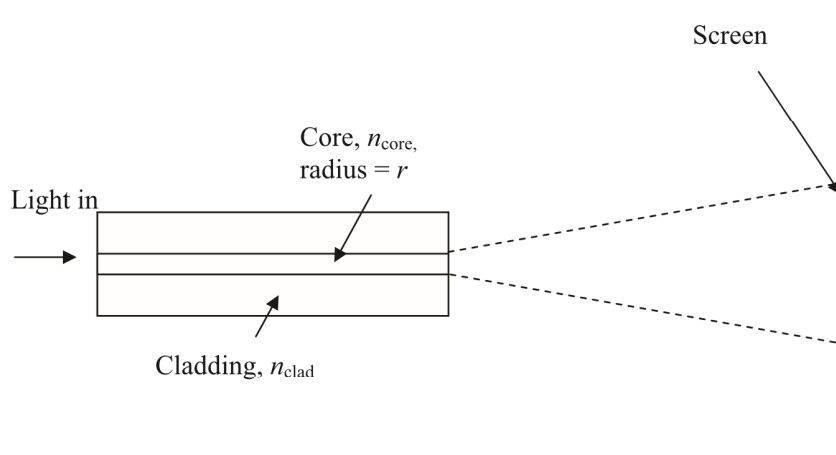 Screen
Core, n_core,
radius = r
Light in
Cladding, n_clad